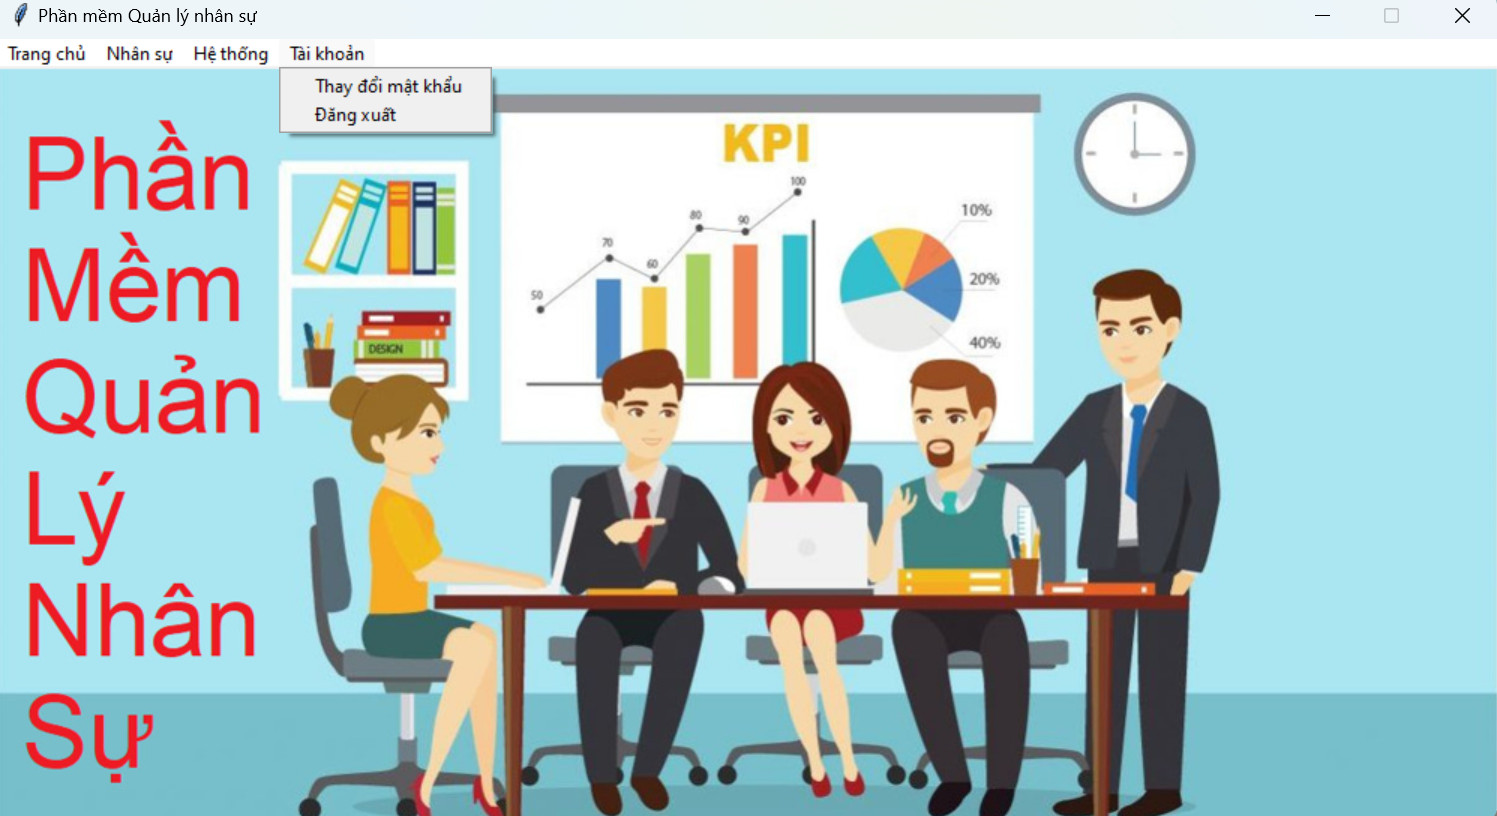 Phần mềm Quản lý nhân sự
Trang chủ Nhân sự Hệ thống Tài khoản
Thay đổi mật khẩu
Đăng xuất
Phần
Mềm
Quản
Lý
Nhân
Sự
KPI
100
80
90
70
60
50
10%
20%
40%
DESIGN